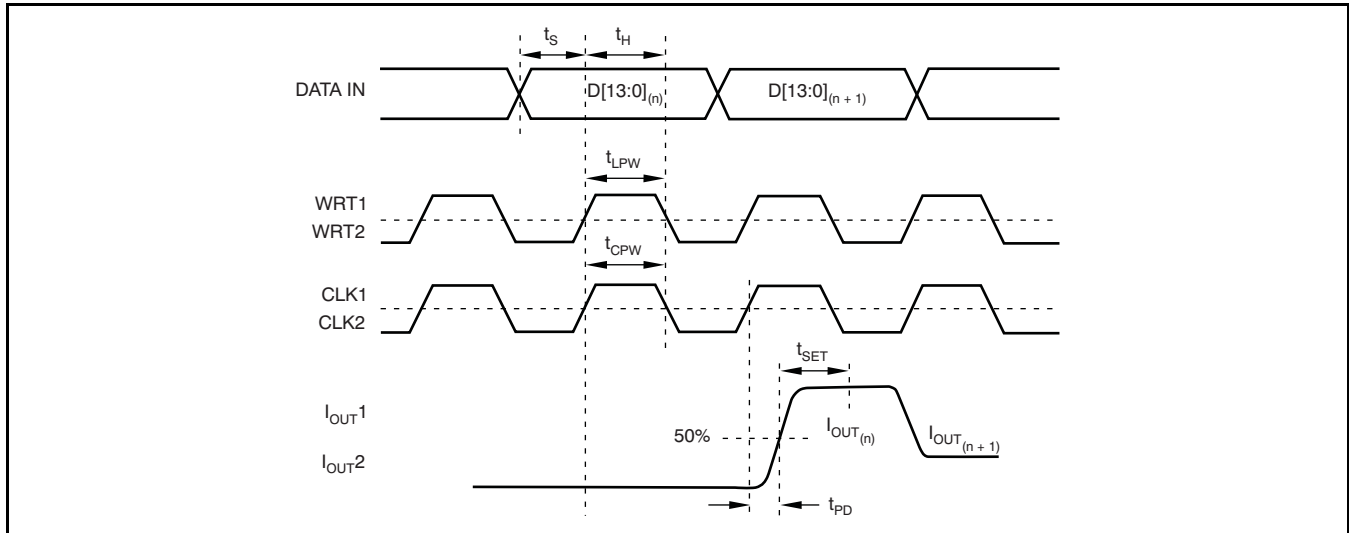 tS tH
DATA IN D[13:0](n) D[13:0](n + 1)
tLPW
WRT1
WRT2
tCPW
CLK1
CLK2
tSET
IOUT1
50% IOUT(n) IOUT(n + 1)
IOUT2
tPD